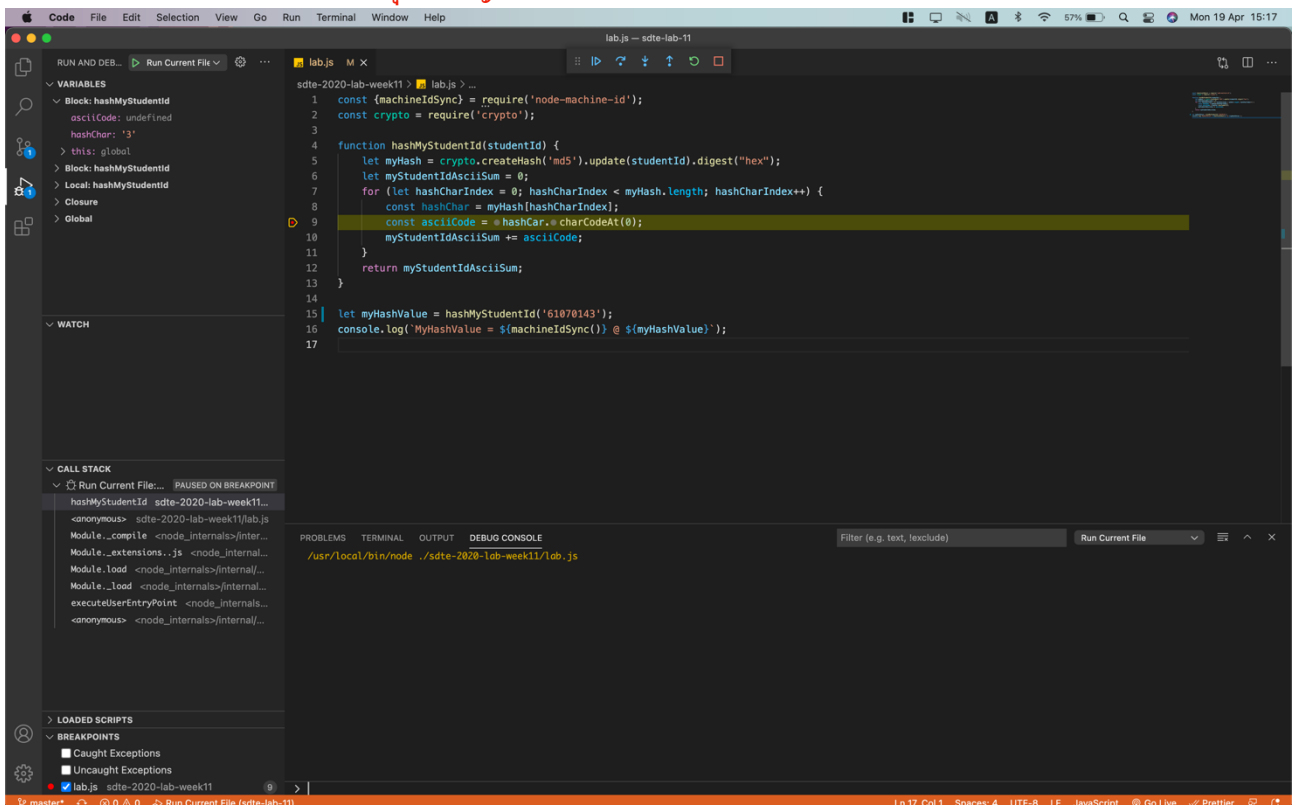 Code File Edit Selection View Go Run Terminal Window Help 57% Mon 19 Apr 15:17
lab.js — sdte-lab-11
RUN AND DEB... Run Current File
lab.js M
VARIABLES
Block: hashMyStudentId
asciiCode: undefined
hashChar: '3'
this: global
Block: hashMyStudentId
Local: hashMyStudentId
Closure
Global
WATCH
CALL STACK
Run Current File:... PAUSED ON BREAKPOINT
hashMyStudentId sdte-2020-lab-week11...
<anonymous> sdte-2020-lab-week11/lab.js
Module._compile <node_internals>/inter...
Module._extensions..js <node_internal...
Module.load <node_internals>/internal/...
Module._load <node_internals>/internal...
executeUserEntryPoint <node_internals...
<anonymous> <node_internals>/internal/...
LOADED SCRIPTS
BREAKPOINTS
Caught Exceptions
Uncaught Exceptions
lab.js sdte-2020-lab-week11 9
sdte-2020-lab-week11 > lab.js > ...
1 const {machineIdSync} = require('node-machine-id');
2 const crypto = require('crypto');
3
4 function hashMyStudentId(studentId) {
5 let myHash = crypto.createHash('md5').update(studentId).digest("hex");
6 let myStudentIdAsciiSum = 0;
7 for (let hashCharIndex = 0; hashCharIndex < myHash.length; hashCharIndex++) {
8 const hashChar = myHash[hashCharIndex];
9 const asciiCode = hashCar.charCodeAt(0);
10 myStudentIdAsciiSum += asciiCode;
11 }
12 return myStudentIdAsciiSum;
13 }
14
15 let myHashValue = hashMyStudentId('61070143');
16 console.log(`MyHashValue = ${machineIdSync()} @ ${myHashValue}`);
17
PROBLEMS TERMINAL OUTPUT DEBUG CONSOLE Filter (e.g. text, !exclude) Run Current File
/usr/local/bin/node ./sdte-2020-lab-week11/lab.js
>
master* 0 0 Run Current File (sdte-lab-11) Ln 17, Col 1 Spaces: 4 UTF-8 LF JavaScript Go Live Prettier